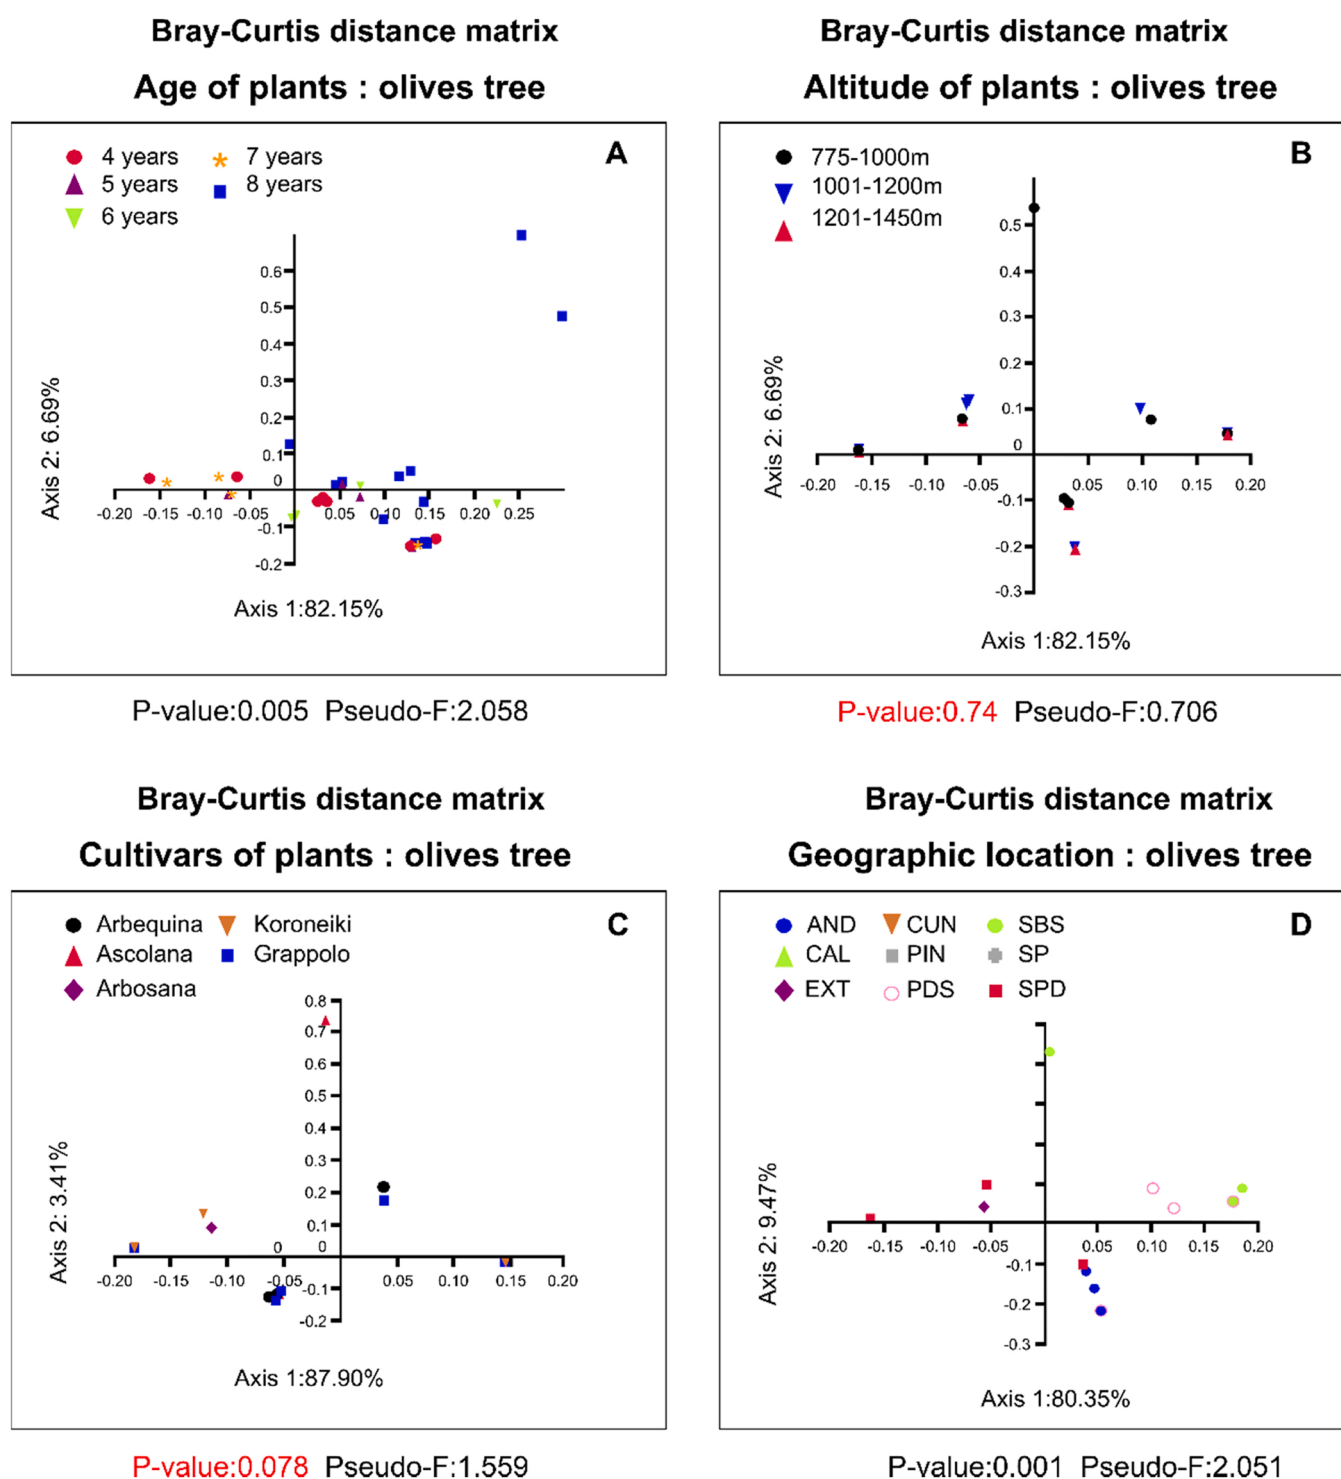 Bray-Curtis distance matrix
Age of plants : olives tree
4 years
7 years
A
5 years
8 years
6 years
0.6
0.5
0.4
0.3
0.2
0.1
0
-0.20 -0.15 -0.10 -0.05 0.05 0.10 0.15 0.20 0.25
-0.1
-0.2
Axis 2: 6.69%
Axis 1:82.15%
P-value:0.005 Pseudo-F:2.058
Bray-Curtis distance matrix
Altitude of plants : olives tree
775-1000m
B
1001-1200m
1201-1450m
0.5
0.4
0.3
0.2
0.1
0
-0.20 -0.15 -0.10 -0.05 0.05 0.10 0.15 0.20
-0.1
-0.2
-0.3
Axis 2: 6.69%
Axis 1:82.15%
P-value:0.74 Pseudo-F:0.706
Bray-Curtis distance matrix
Cultivars of plants : olives tree
Arbequina
Koroneiki
C
Ascolana
Grappolo
Arbosana
0.8
0.7
0.6
0.5
0.4
0.3
0.2
0.1
0 0
-0.20 -0.15 -0.10 -0.05 0.05 0.10 0.15 0.20
-0.1
-0.2
Axis 2: 3.41%
Axis 1:87.90%
P-value:0.078 Pseudo-F:1.559
Bray-Curtis distance matrix
Geographic location : olives tree
AND CUN SBS
D
CAL PIN SP
EXT PDS SPD
-0.20 -0.15 -0.10 -0.05 0.05 0.10 0.15 0.20
-0.1
-0.2
-0.3
Axis 2: 9.47%
Axis 1:80.35%
P-value:0.001 Pseudo-F:2.051